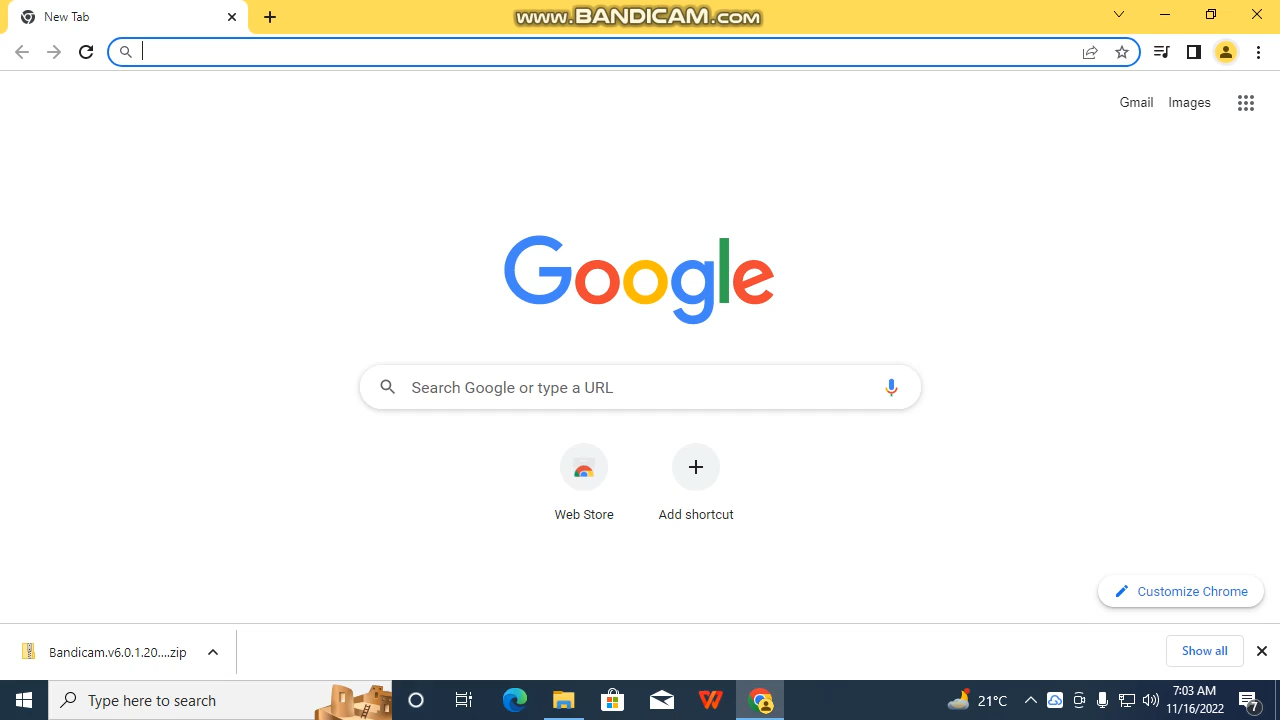 New Tab
www.BANDICAM.com
Gmail Images
Google
Search Google or type a URL
Web Store
Add shortcut
Customize Chrome
Bandicam.v6.0.1.20....zip
Show all
Type here to search
21°C
7:03 AM
11/16/2022
7